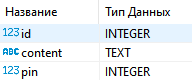 Название Тип Данных
123 id INTEGER
ABC content TEXT
123 pin INTEGER